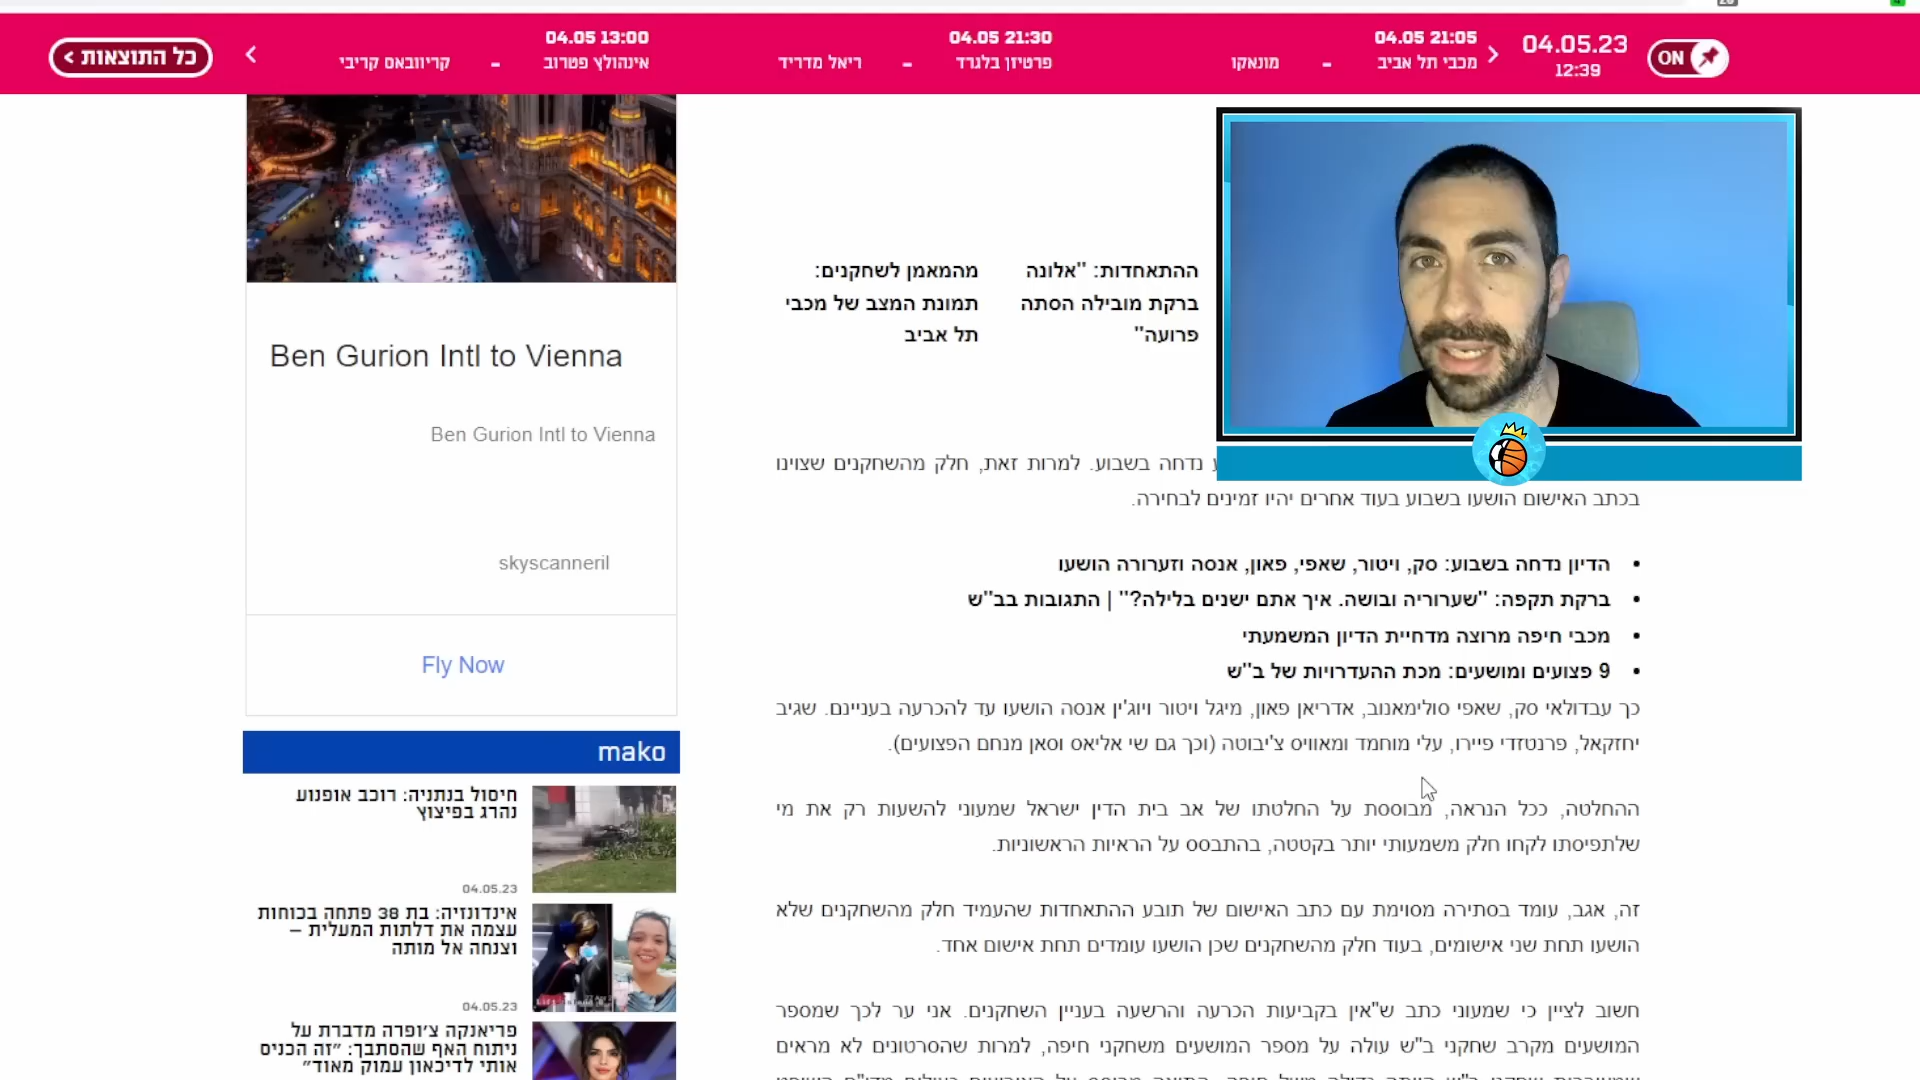 ON
04.05.23
12:39
04.05 21:05
מכבי תל אביב - מונאקו
04.05 21:30
פרטיזן בלגרד - ריאל מדריד
04.05 13:00
אינהולץ פטרוב - קריוובאס קריבי
כל התוצאות >
ההתאחדות: "אלונה
ברקת מובילה הסתה
פרועה"
מהמאמן לשחקנים:
תמונת המצב של מכבי
תל אביב
נדחה בשבוע. למרות זאת, חלק מהשחקנים שצוינו
בכתב האישום הושעו בשבוע בעוד אחרים יהיו זמינים לבחירה.
• הדיון נדחה בשבוע: סק, ויטור, שאפי, פאון, אנסה וזערורה הושעו
• ברקת תקפה: "שערוריה ובושה. איך אתם ישנים בלילה?" | התגובות בב"ש
• מכבי חיפה מרוצה מדחיית הדיון המשמעתי
• 9 פצועים ומושעים: מכת ההעדרויות של ב"ש
כך עבדולאי סק, שאפי סולימאנוב, אדריאן פאון, מיגל ויטור ויוג'ין אנסה הושעו עד להכרעה בעניינם. שגיב
יחזקאל, פרנטזדי פיירו, עלי מוחמד ומאוויס צ'יבוטה (וכך גם שי אליאס וסאן מנחם הפצועים).
ההחלטה, ככל הנראה, מבוססת על החלטתו של אב בית הדין ישראל שמעוני להשעות רק את מי
שלתפיסתו לקחו חלק משמעותי יותר בקטטה, בהתבסס על הראיות הראשוניות.
זה, אגב, עומד בסתירה מסוימת עם כתב האישום של תובע ההתאחדות שהעמיד חלק מהשחקנים שלא
הושעו תחת שני אישומים, בעוד חלק מהשחקנים שכן הושעו עומדים תחת אישום אחד.
חשוב לציין כי שמעוני כתב ש"אין בקביעות הכרעה והרשעה בעניין השחקנים. אני ער לכך שמספר
המושעים מקרב שחקני ב"ש עולה על מספר המושעים משחקני חיפה, למרות שהסרטונים לא מראים
Ben Gurion Intl to Vienna
Ben Gurion Intl to Vienna
skyscanneril
Fly Now
mako
חיסול בנתניה: רוכב אופנוע
נהרג בפיצוץ
04.05.23
אינדונזיה: בת 38 פתחה בכוחות
עצמה את דלתות המעלית –
וצנחה אל מותה
04.05.23
פריאנקה צ'ופרה מדברת על
ניתוח האף שהסתבך: "זה הכניס
אותי לדיכאון עמוק מאוד"